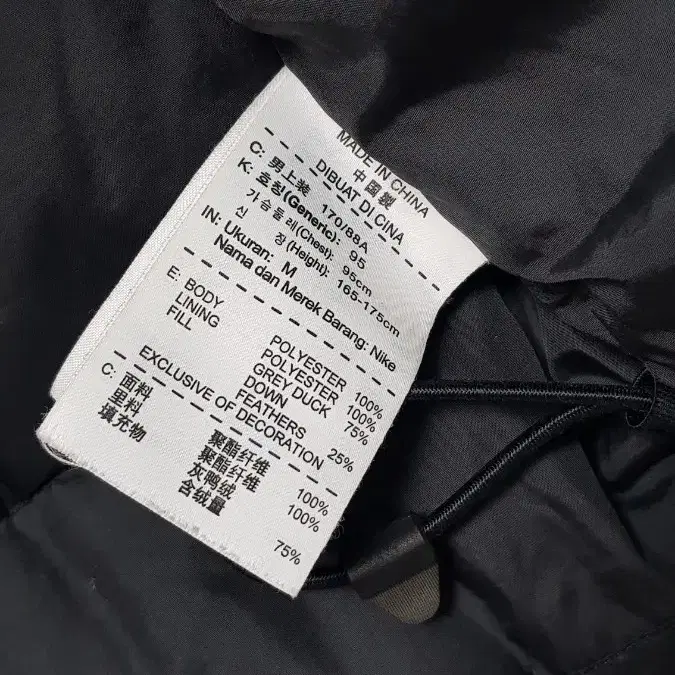 MADE IN CHINA
中国製
DIBUAT DI CINA
C: 男上装 170/88A
K: 호칭(Generic): 95
가슴둘레(Chest): 95cm
신 장 (Height): 165-175cm
IN: Ukuran: M
Nama dan Merek Barang: Nike
E: BODY POLYESTER 100%
LINING POLYESTER 100%
FILL GREY DUCK 75%
DOWN
FEATHERS 25%
EXCLUSIVE OF DECORATION
C: 面料 聚酯纤维 100%
里料 聚酯纤维 100%
填充物 灰鸭绒
含绒量 75%